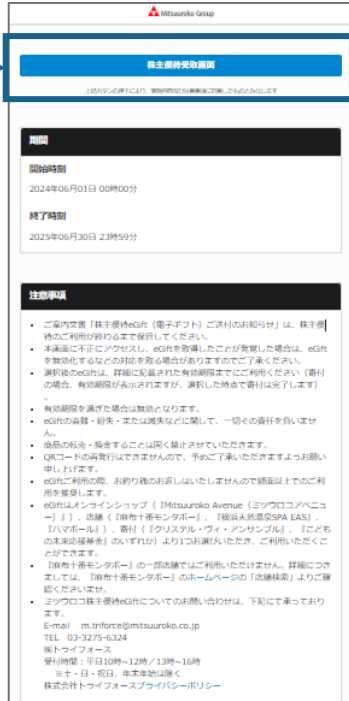 Mitsuuroko Group
株主優待受取画面
上記ボタンの押下により、規約内容及び注意事項に同意したものとみなします
期間
開始時刻
2024年06月01日 00時00分
終了時刻
2025年06月30日 23時59分
注意事項
• ご案内文書「株主優待eGift（電子ギフト）ご送付のお知らせ」は、株主優
待のご利用が終わるまで保管してください。
• 本画面に不正にアクセスし、eGiftを取得したことが発覚した場合は、eGift
を無効化するなどの対応を取る場合がありますのでご了承ください。
• 選択後のeGiftは、詳細に記載された有効期限までにご利用ください（寄付
の場合、有効期限が表示されますが、選択した時点で寄付は完了します）
。
• 有効期限を過ぎた場合は無効となります。
• eGiftの盗難・紛失・または滅失などに関して、一切その責任を負いませ
ん。
• 商品の転売・換金することは固く禁止させていただきます。
• QRコードの再発行はできませんので、予めご了承いただきますようお願い
申し上げます。
• eGiftご利用の際、お釣り銭のお返しはいたしませんので額面以上でのご利
用を推奨します。
• eGiftはオンラインショップ（『Mitsuuroko Avenue（ミツウロコアベニュ
ー）』）、店舗（『麻布十番モンタボー』、『横浜天然温泉SPA EAS』、
『ハマボール』）、寄付（『クリステル・ヴィ・アンサンブル』、『こども
の未来応援基金』のいずれか）より1つお選びいただき、ご利用いただくこ
とができます。
• 『麻布十番モンタボー』の一部店舗ではご利用いただけません。詳細につき
ましては、『麻布十番モンタボー』のホームページの「店舗検索」よりご確
認くださいませ。
• ミツウロコ株主優待eGiftについてのお問い合わせは、下記にて承っており
ます。
E-mail m.triforce@mitsuuroko.co.jp
TEL 03-3275-6324
㈱トライフォース
受付時間：平日10時~12時／13時~16時
※土・日・祝日、年末年始は除く
株式会社トライフォースプライバシーポリシー